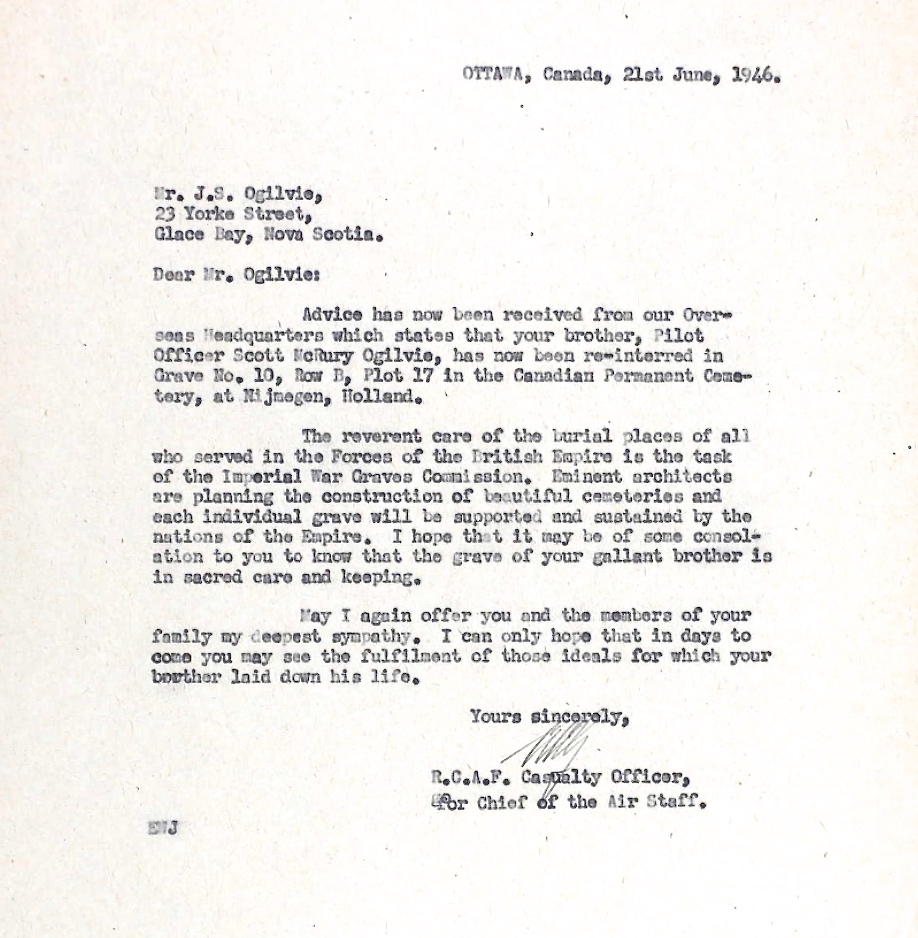 OTTAWA, Canada, 21st June, 1946.
Mr. J.S. Ogilvie,
23 Yorke Street,
Glace Bay, Nova Scotia.
Dear Mr. Ogilvie:
Advice has now been received from our Over-
seas Headquarters which states that your brother, Pilot
Officer Scott McRury Ogilvie, has now been re-interred in
Grave No. 10, Row B, Plot 17 in the Canadian Permanent Ceme-
tery, at Nijmegen, Holland.
The reverent care of the burial places of all
who served in the Forces of the British Empire is the task
of the Imperial War Graves Commission. Eminent architects
are planning the construction of beautiful cemeteries and
each individual grave will be supported and sustained by the
nations of the Empire. I hope that it may be of some consol-
ation to you to know that the grave of your gallant brother is
in sacred care and keeping.
May I again offer you and the members of your
family my deepest sympathy. I can only hope that in days to
come you may see the fulfilment of those ideals for which your
borther laid down his life.
Yours sincerely,
R.C.A.F. Casualty Officer,
for Chief of the Air Staff.